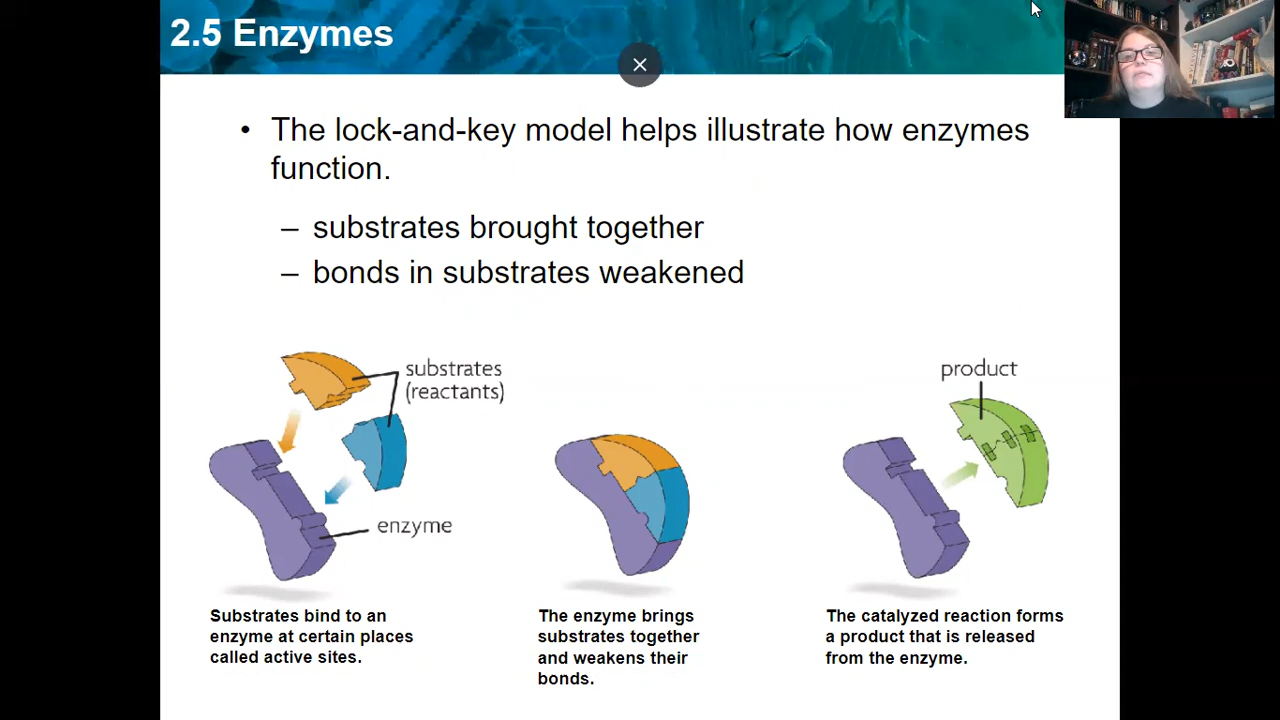 2.5 Enzymes
• The lock-and-key model helps illustrate how enzymes
function.
– substrates brought together
– bonds in substrates weakened
substrates
(reactants)
enzyme
product
Substrates bind to an
enzyme at certain places
called active sites.
The enzyme brings
substrates together
and weakens their
bonds.
The catalyzed reaction forms
a product that is released
from the enzyme.